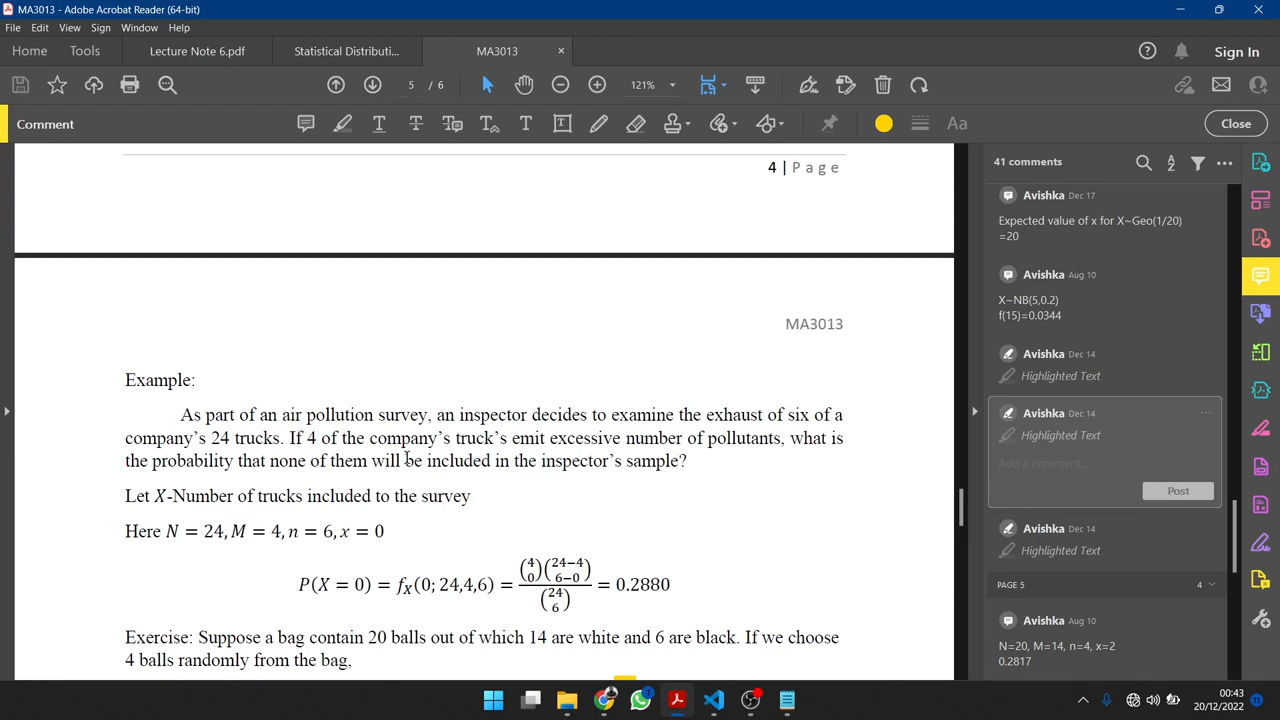 MA3013 - Adobe Acrobat Reader (64-bit)
File Edit View Sign Window Help
Home Tools Lecture Note 6.pdf Statistical Distributi... MA3013 × Sign In
5 / 6 121%
Comment Aa Close
4 | Page
MA3013
Example:
As part of an air pollution survey, an inspector decides to examine the exhaust of six of a
company's 24 trucks. If 4 of the company's truck's emit excessive number of pollutants, what is
the probability that none of them will be included in the inspector's sample?
Let X-Number of trucks included to the survey
Here N = 24, M = 4, n = 6, x = 0
P(X = 0) = f_X(0; 24,4,6) = \frac{\binom{4}{0}\binom{24-4}{6-0}}{\binom{24}{6}} = 0.2880
Exercise: Suppose a bag contain 20 balls out of which 14 are white and 6 are black. If we choose
4 balls randomly from the bag,
41 comments
Avishka Dec 17
Expected value of x for X~Geo(1/20)
=20
Avishka Aug 10
X~NB(5,0.2)
f(15)=0.0344
Avishka Dec 14
Highlighted Text
Avishka Dec 14
Highlighted Text
Add a comment...
Post
Avishka Dec 14
Highlighted Text
PAGE 5 4
Avishka Aug 10
N=20, M=14, n=4, x=2
0.2817
00:43
20/12/2022